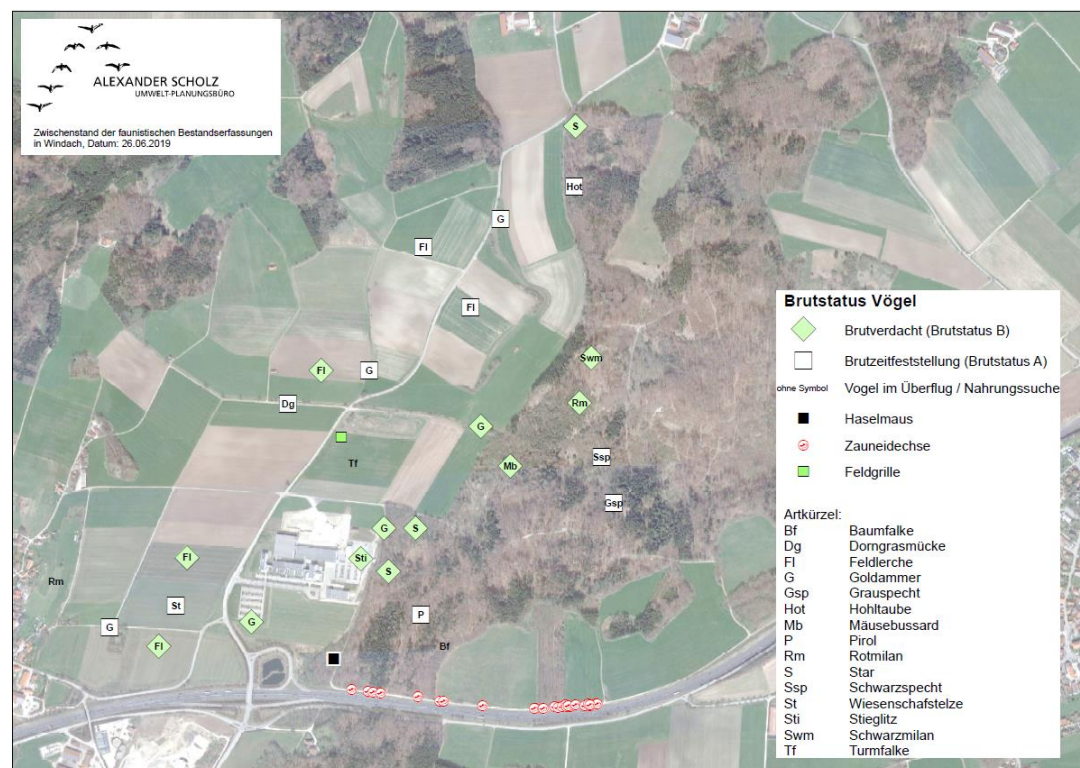 ALEXANDER SCHOLZ
UMWELT-PLANUNGSBÜRO
Zwischenstand der faunistischen Bestandserfassungen
in Windach, Datum: 26.06.2019
S
Hot
G
Fl
Fl
Swm
Fl
G
Rm
Dg
G
Tf
Ssp
Mb
Gsp
G
S
Fl
Sti
S
Rm
St
P
G
G
Fl
Bf
Brutstatus Vögel
Brutverdacht (Brutstatus B)
Brutzeitfeststellung (Brutstatus A)
ohne Symbol Vogel im Überflug / Nahrungssuche
Haselmaus
Zauneidechse
Feldgrille
Artkürzel:
Bf Baumfalke
Dg Dorngrasmücke
Fl Feldlerche
G Goldammer
Gsp Grauspecht
Hot Hohltaube
Mb Mäusebussard
P Pirol
Rm Rotmilan
S Star
Ssp Schwarzspecht
St Wiesenschafstelze
Sti Stieglitz
Swm Schwarzmilan
Tf Turmfalke